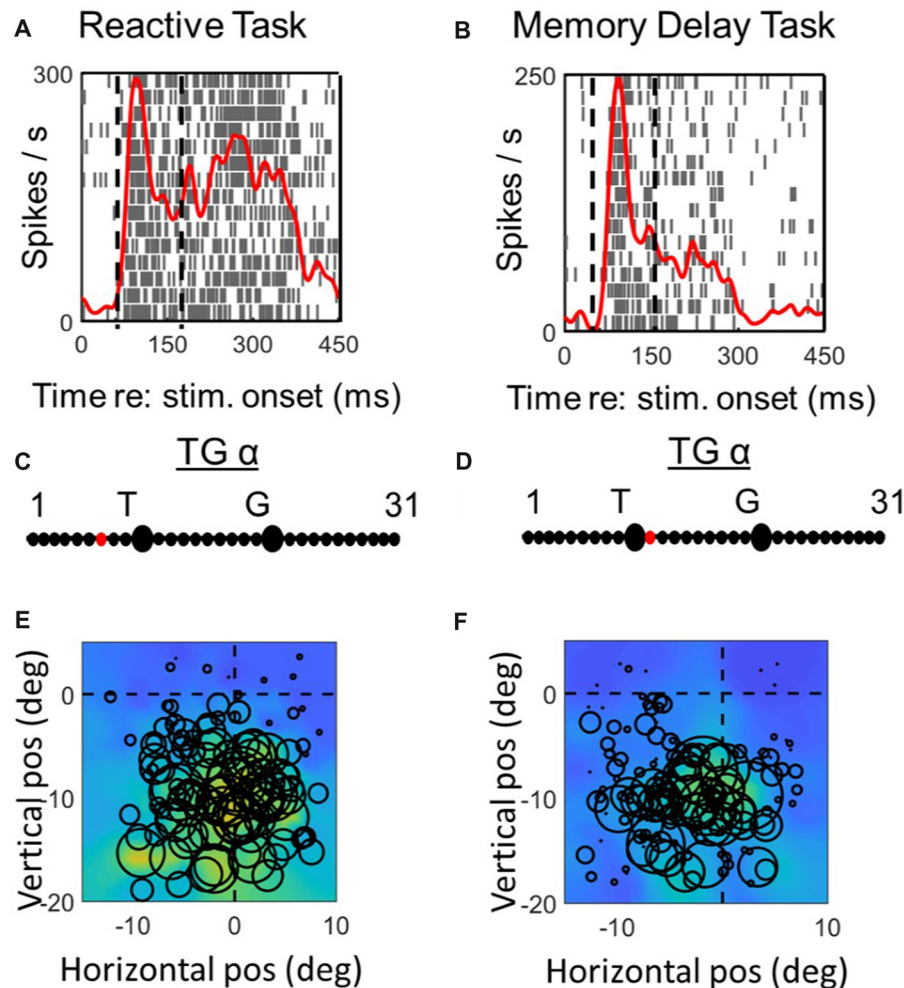 A Reactive Task
B Memory Delay Task
300
Spikes / s
0
0 150 300 450
Time re: stim. onset (ms)
250
Spikes / s
0
0 150 300 450
Time re: stim. onset (ms)
C TG α
1 T G 31
D TG α
1 T G 31
E
Vertical pos (deg)
0
-10
-20
-10 0 10
Horizontal pos (deg)
F
Vertical pos (deg)
0
-10
-20
-10 10
Horizontal pos (deg)